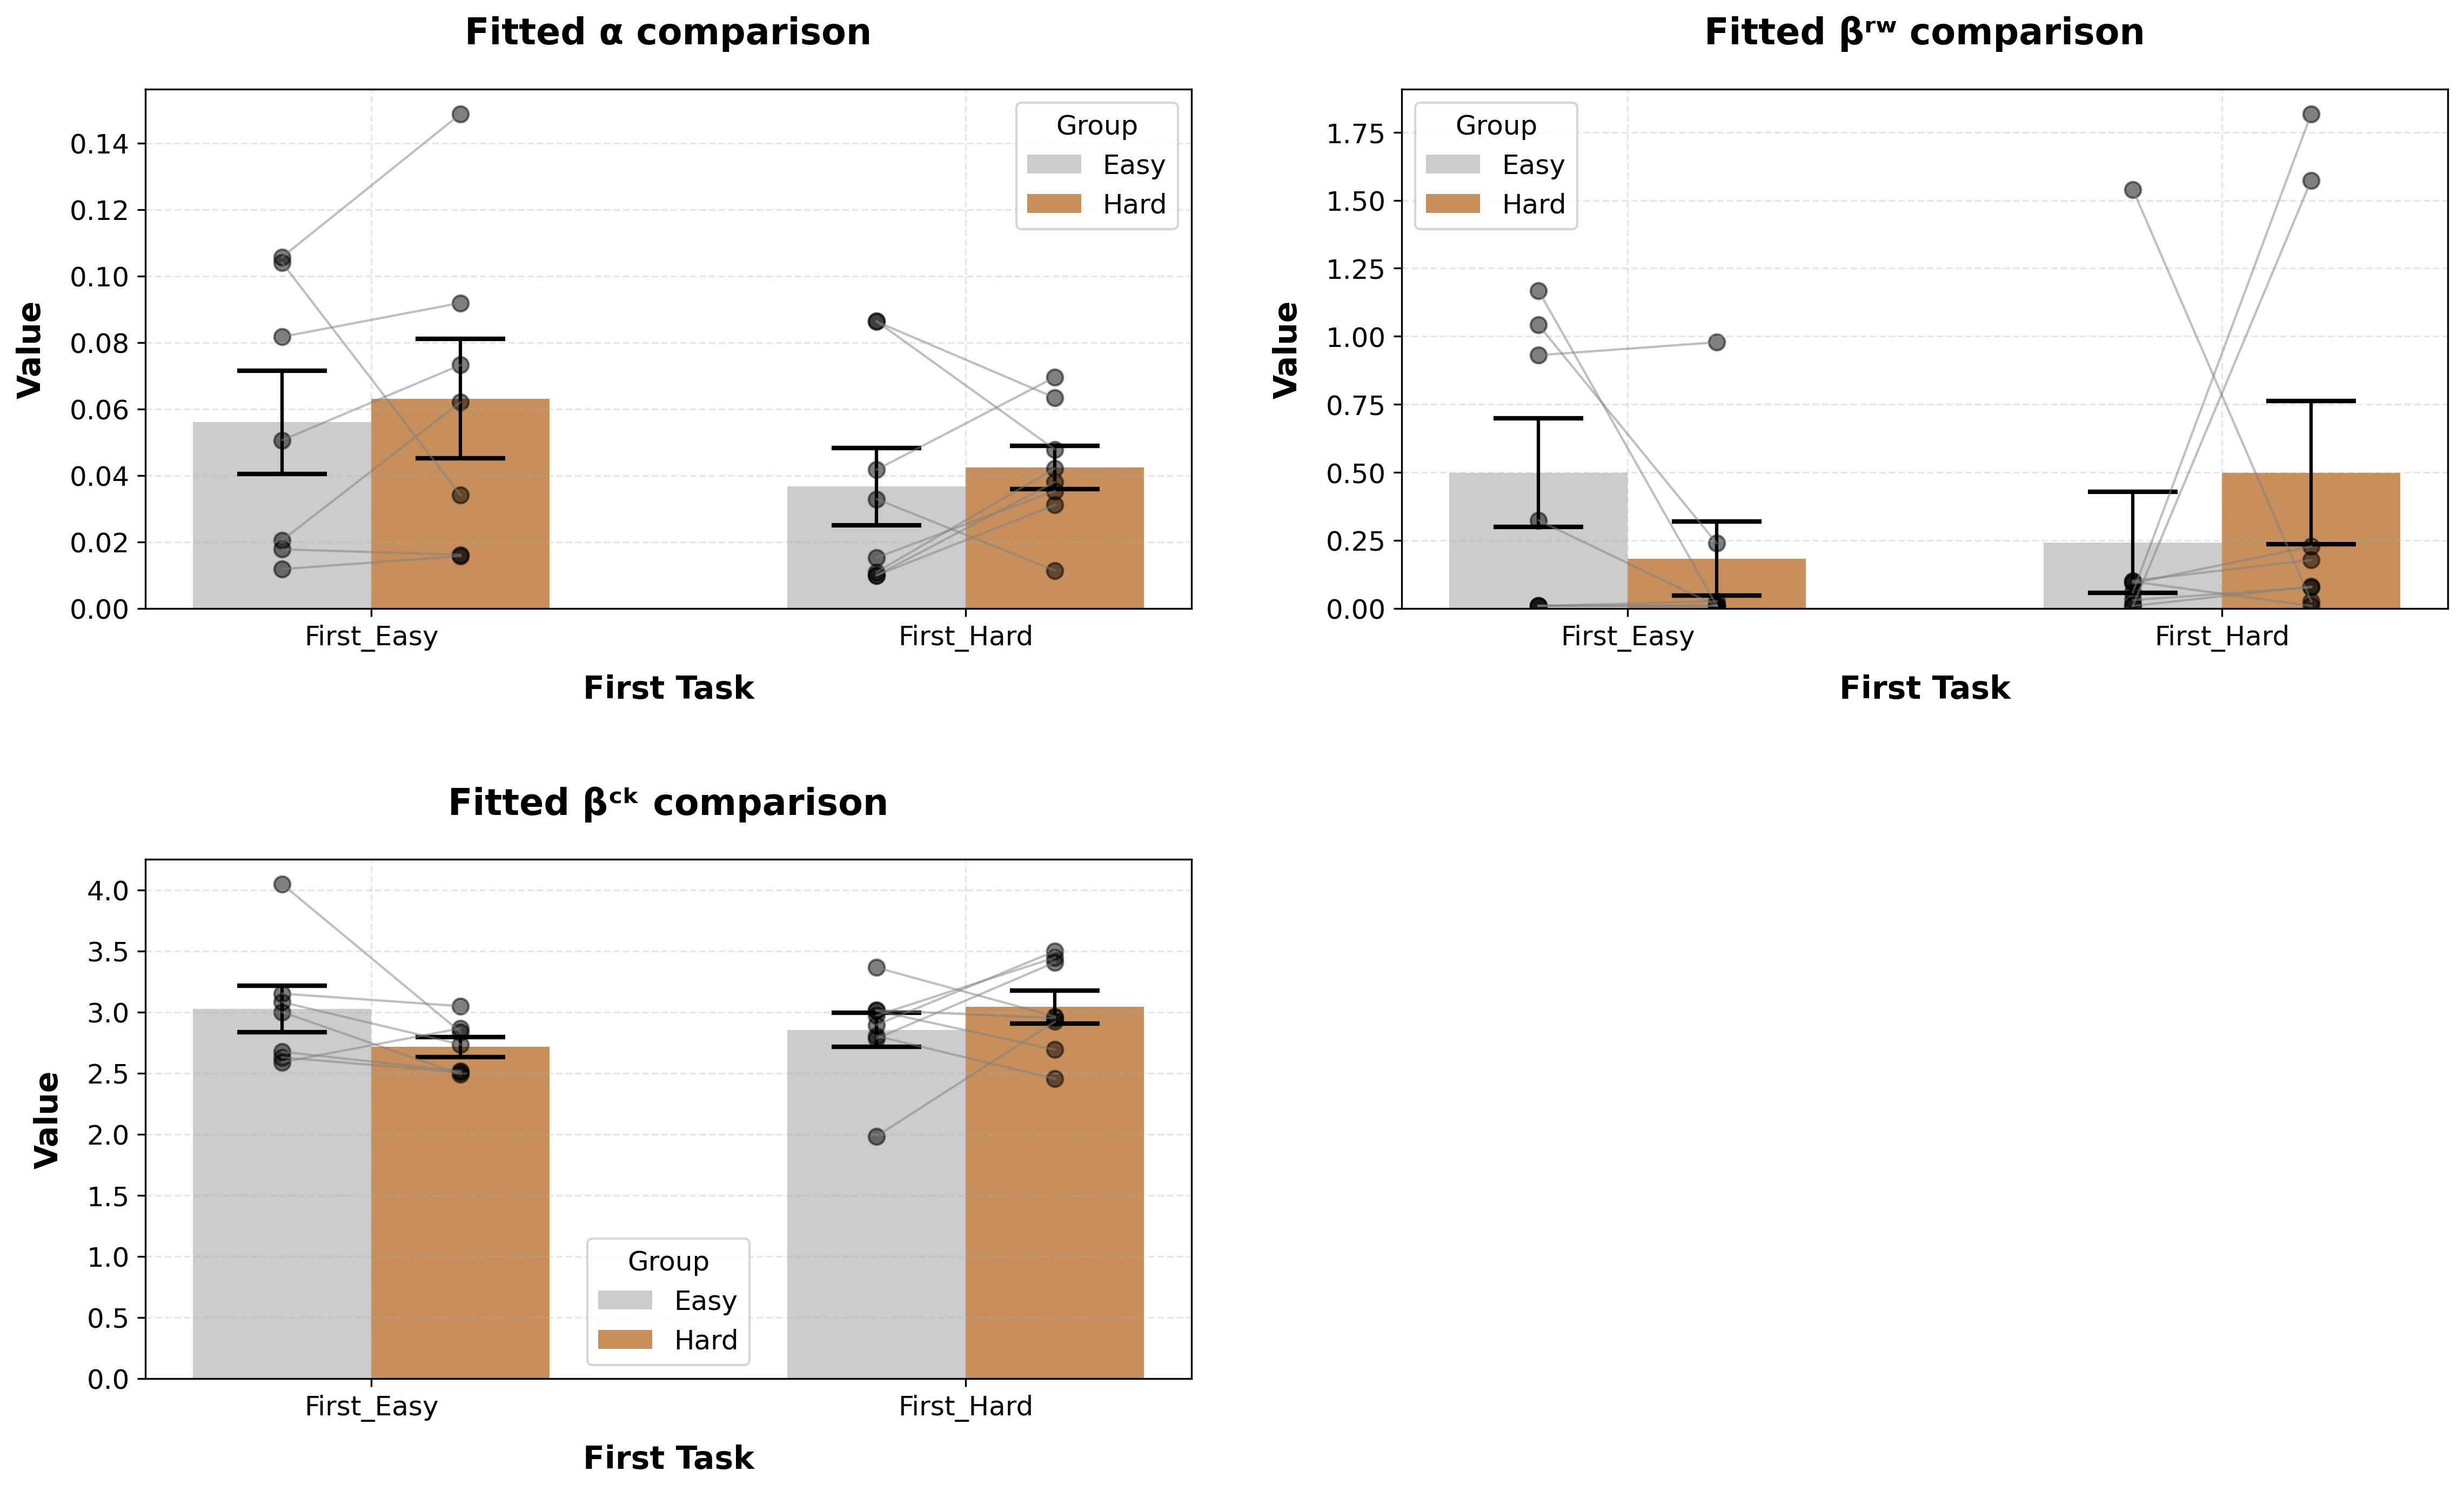 Fitted α comparison
Value
0.14
0.12
0.10
0.08
0.06
0.04
0.02
0.00
Group
Easy
Hard
First_Easy
First_Hard
First Task
Fitted βʳʷ comparison
Value
1.75
1.50
1.25
1.00
0.75
0.50
0.25
0.00
Group
Easy
Hard
First_Easy
First_Hard
First Task
Fitted βᶜᵏ comparison
Value
4.0
3.5
3.0
2.5
2.0
1.5
1.0
0.5
0.0
Group
Easy
Hard
First_Easy
First_Hard
First Task